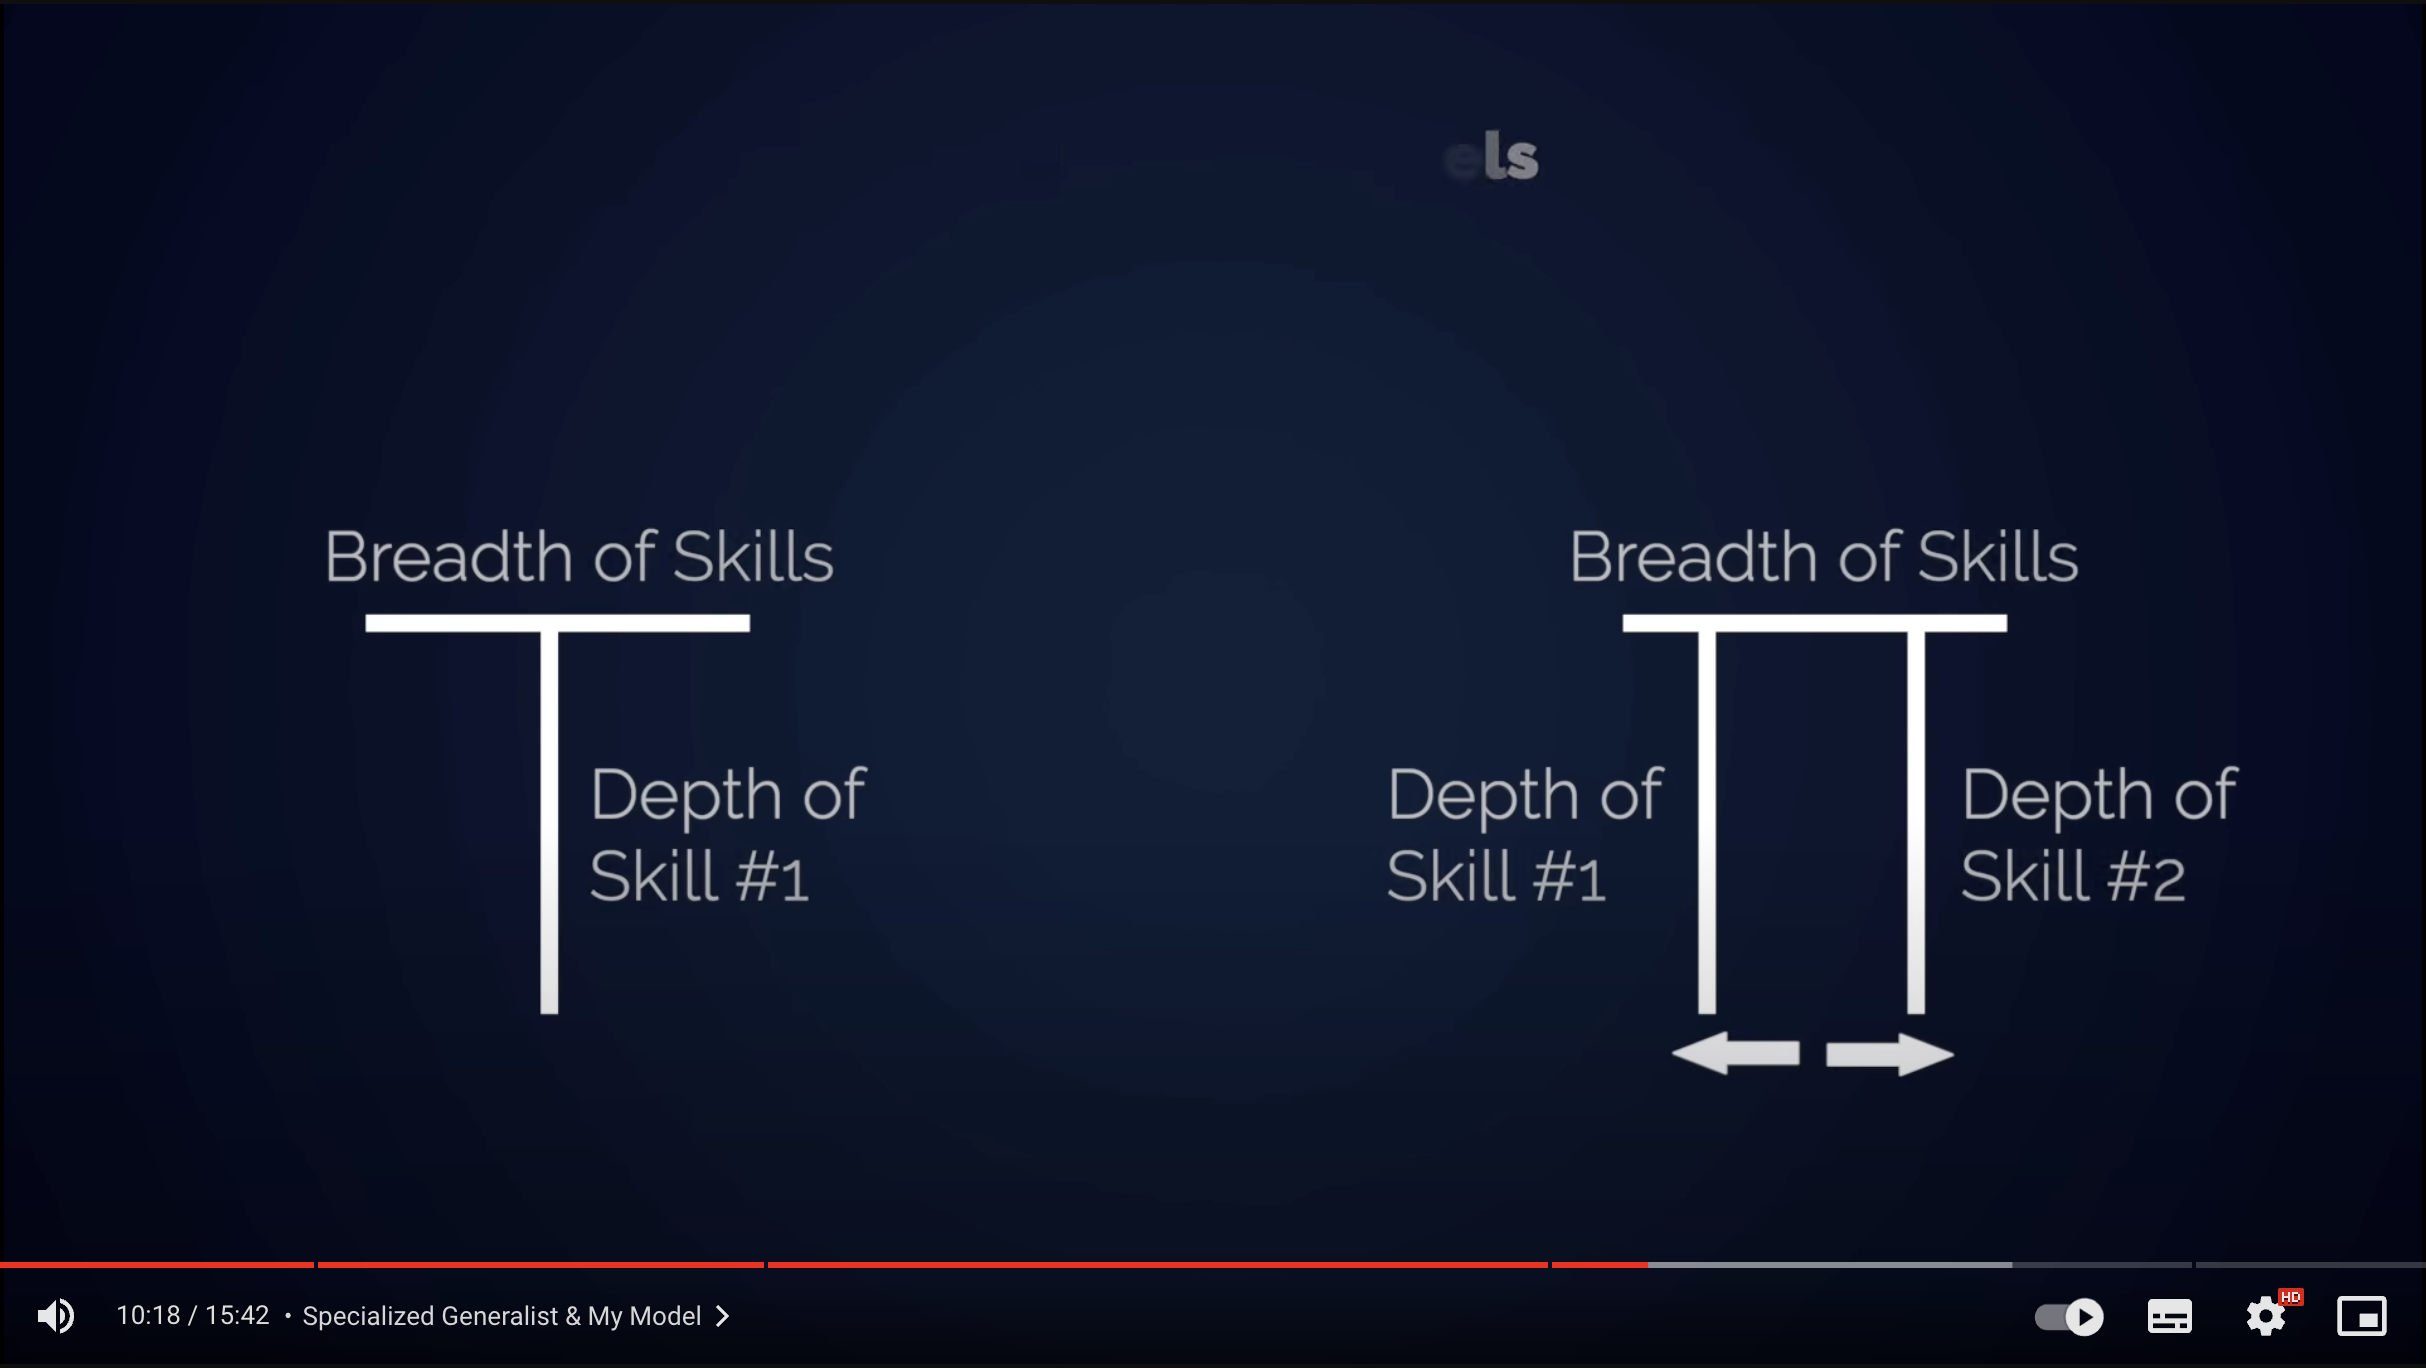 els
Breadth of Skills
Depth of
Skill #1
Breadth of Skills
Depth of
Skill #1
Depth of
Skill #2
10:18 / 15:42 • Specialized Generalist & My Model
HD